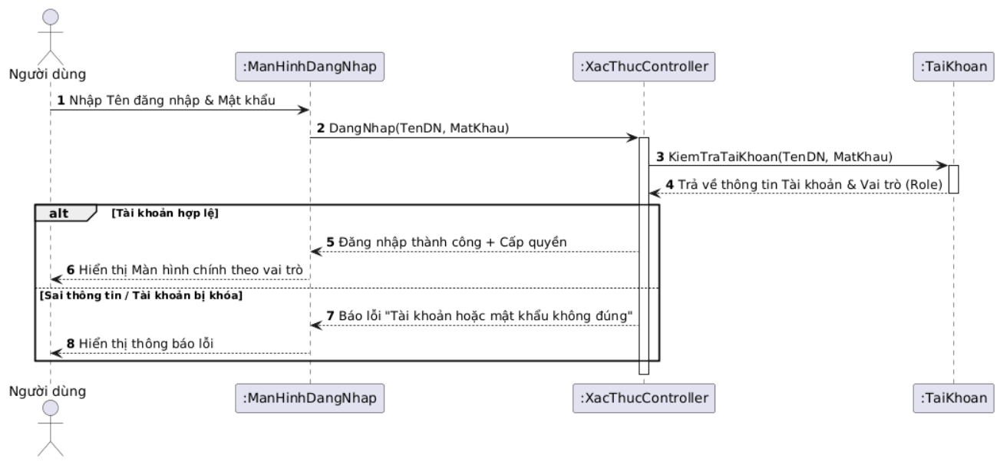 Người dùng
:ManHinhDangNhap
:XacThucController
:TaiKhoan
1 Nhập Tên đăng nhập & Mật khẩu
2 DangNhap(TenDN, MatKhau)
3 KiemTraTaiKhoan(TenDN, MatKhau)
4 Trả về thông tin Tài khoản & Vai trò (Role)
alt [Tài khoản hợp lệ]
5 Đăng nhập thành công + Cấp quyền
6 Hiển thị Màn hình chính theo vai trò
[Sai thông tin / Tài khoản bị khóa]
7 Báo lỗi "Tài khoản hoặc mật khẩu không đúng"
8 Hiển thị thông báo lỗi
Người dùng
:ManHinhDangNhap
:XacThucController
:TaiKhoan